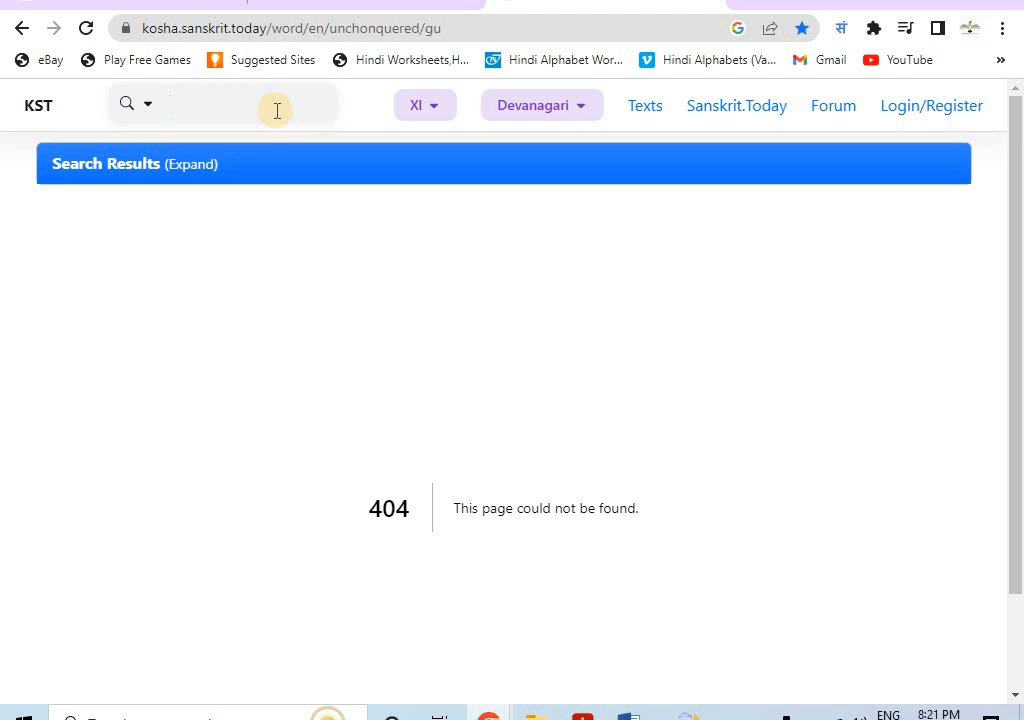 kosha.sanskrit.today/word/en/unchonquered/gu
eBay Play Free Games Suggested Sites Hindi Worksheets,H... Hindi Alphabet Wor... Hindi Alphabets (Va... Gmail YouTube »
KST XI Devanagari Texts Sanskrit.Today Forum Login/Register
Search Results (Expand)
404 This page could not be found.
ENG 8:21 PM